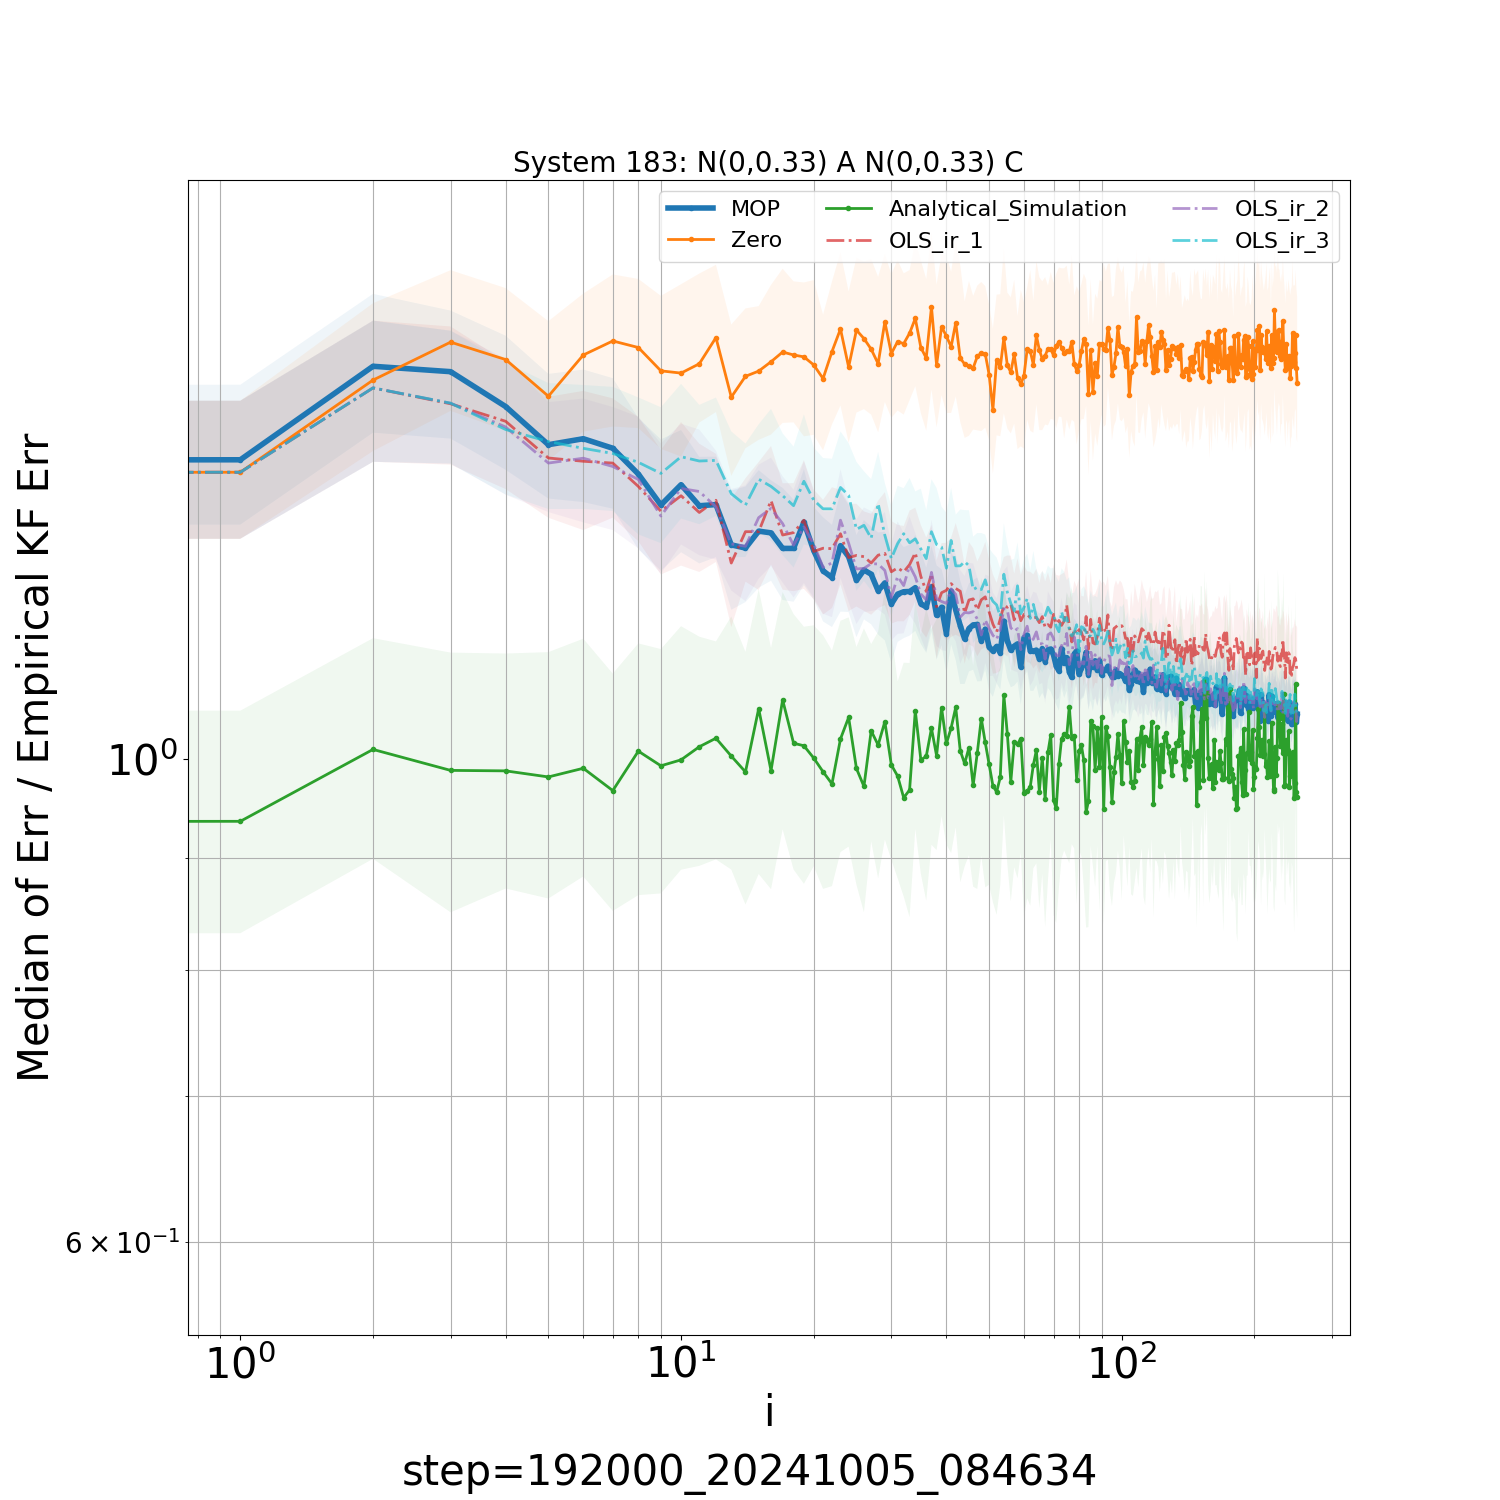 System 183: N(0,0.33) A N(0,0.33) C
MOP
Zero
Analytical_Simulation
OLS_ir_1
OLS_ir_2
OLS_ir_3
Median of Err / Empirical KF Err
10⁰
6 × 10⁻¹
10⁰ 10¹ 10²
i
step=192000_20241005_084634